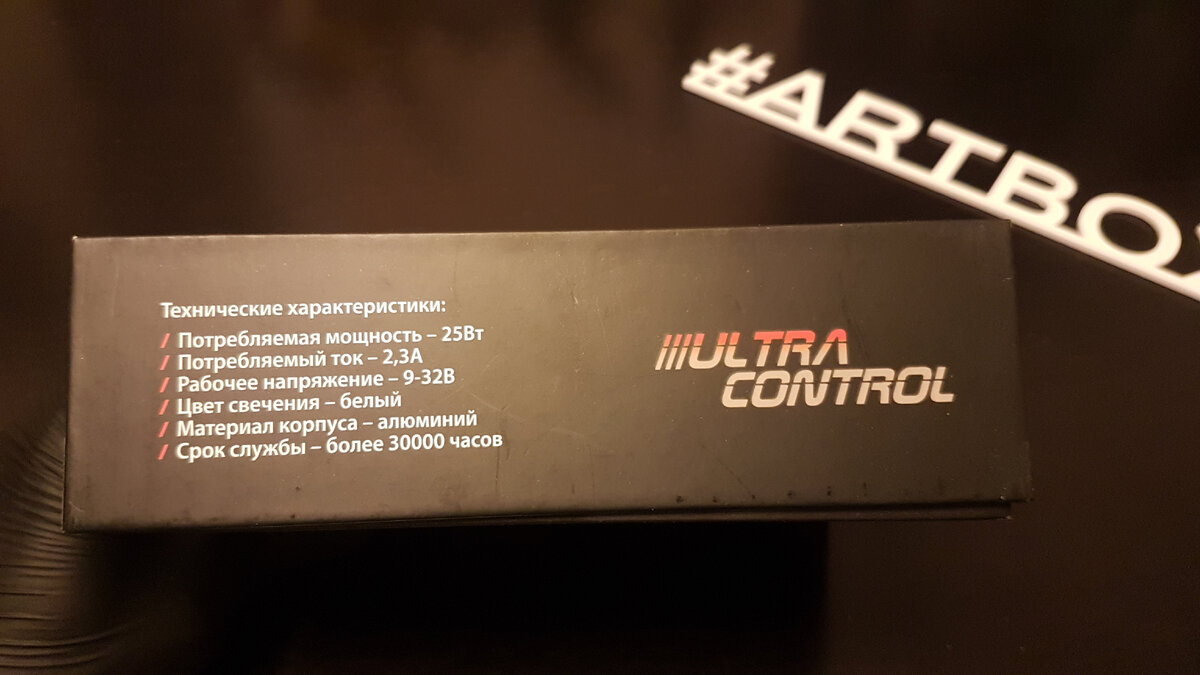 #ARTBO
Технические характеристики:
/ Потребляемая мощность – 25Вт
/ Потребляемый ток – 2,3А
/ Рабочее напряжение – 9-32В
/ Цвет свечения – белый
/ Материал корпуса – алюминий
/ Срок службы – более 30000 часов
ULTRA
CONTROL